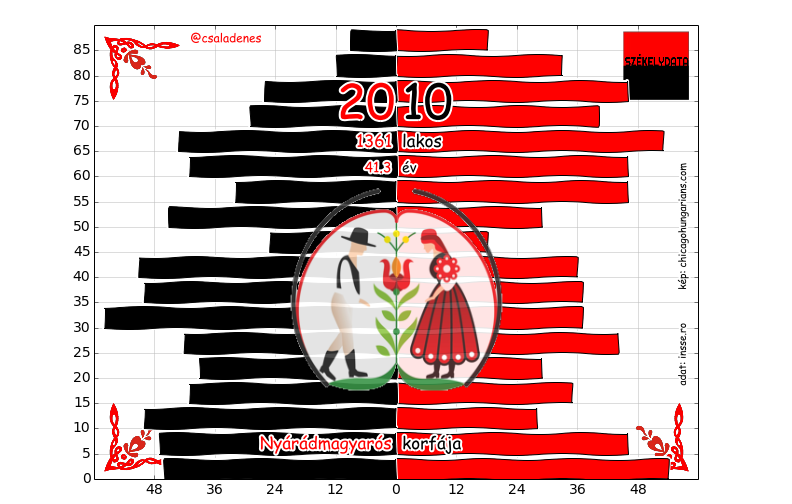 @csaladenes
SZÉKELYDATA
2010
1361 lakos
41,3 év
kép: chicagohungarians.com
adat: insse.ro
Nyárádmagyarós korfája
85
80
75
70
65
60
55
50
45
40
35
30
25
20
15
10
5
0
48 36 24 12 0 12 24 36 48